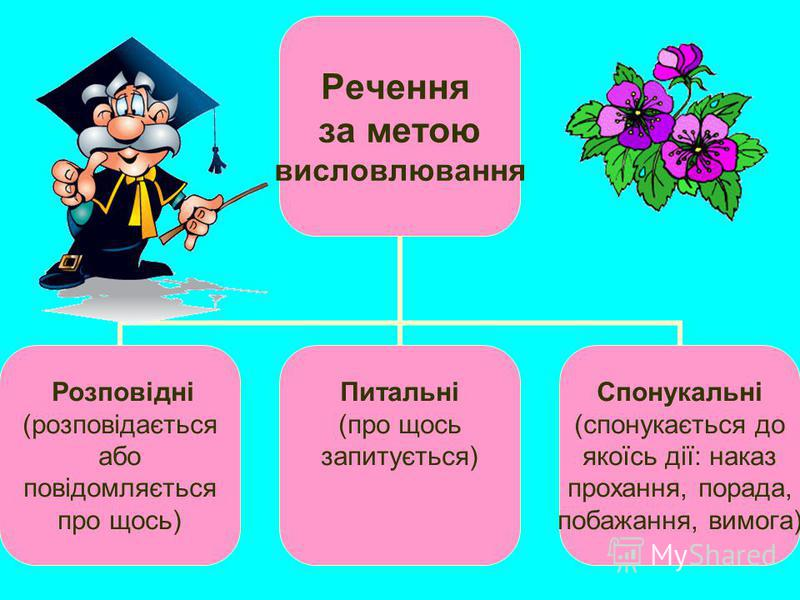 Речення
за метою
висловлювання
Розповідні
(розповідається
або
повідомляється
про щось)
Питальні
(про щось
запитується)
Спонукальні
(спонукається до
якоїсь дії: наказ
прохання, порада,
побажання, вимога)
MyShared